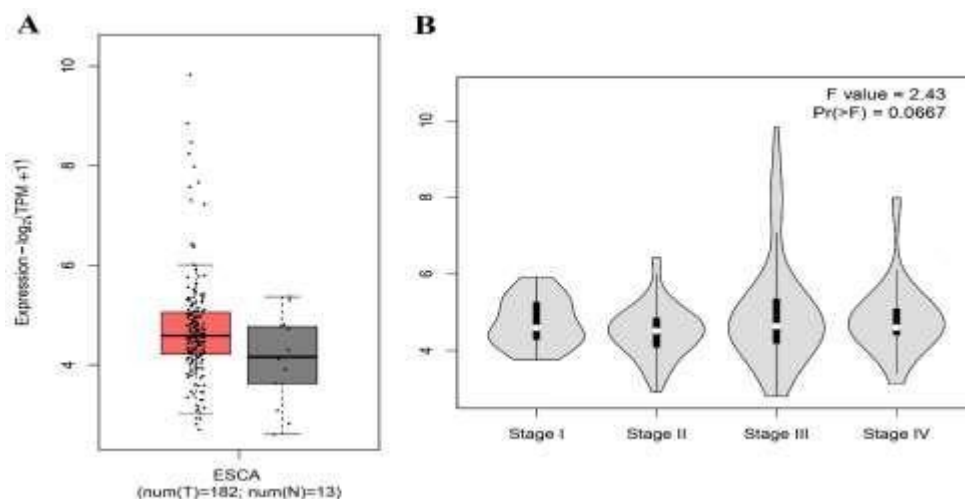 A
Expression – log2(TPM +1)
10
8
6
4
ESCA
(num(T)=182; num(N)=13)
B
F value = 2.43
Pr(>F) = 0.0667
10
8
6
4
Stage I
Stage II
Stage III
Stage IV